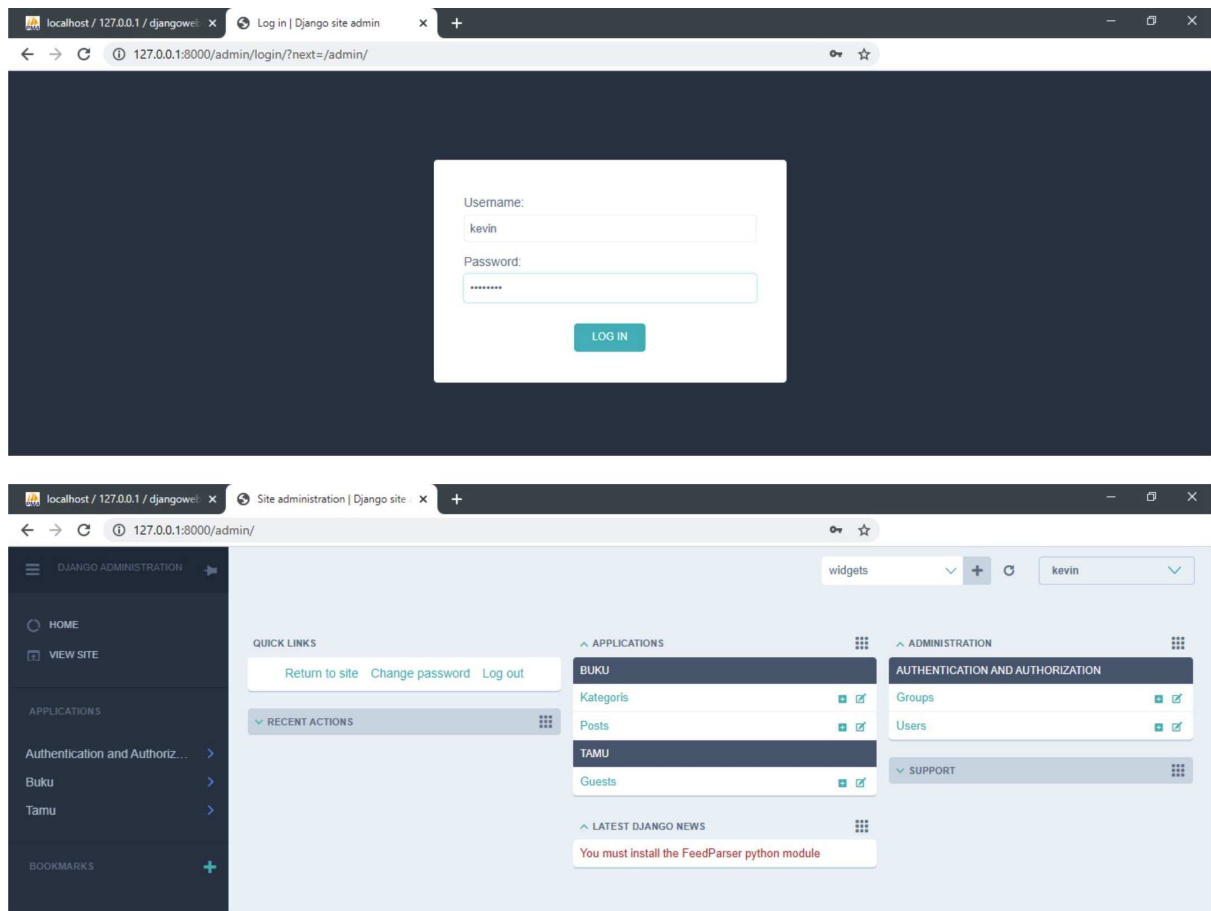 localhost / 127.0.0.1 / djangowe
Log in | Django site admin
127.0.0.1:8000/admin/login/?next=/admin/
Username:
kevin
Password:
••••••••
LOG IN
localhost / 127.0.0.1 / djangowe
Site administration | Django site
127.0.0.1:8000/admin/
DJANGO ADMINISTRATION
widgets
kevin
HOME
VIEW SITE
APPLICATIONS
Authentication and Authoriz...
Buku
Tamu
BOOKMARKS
QUICK LINKS
Return to site Change password Log out
RECENT ACTIONS
APPLICATIONS
BUKU
Kategoris
Posts
TAMU
Guests
LATEST DJANGO NEWS
You must install the FeedParser python module
ADMINISTRATION
AUTHENTICATION AND AUTHORIZATION
Groups
Users
SUPPORT